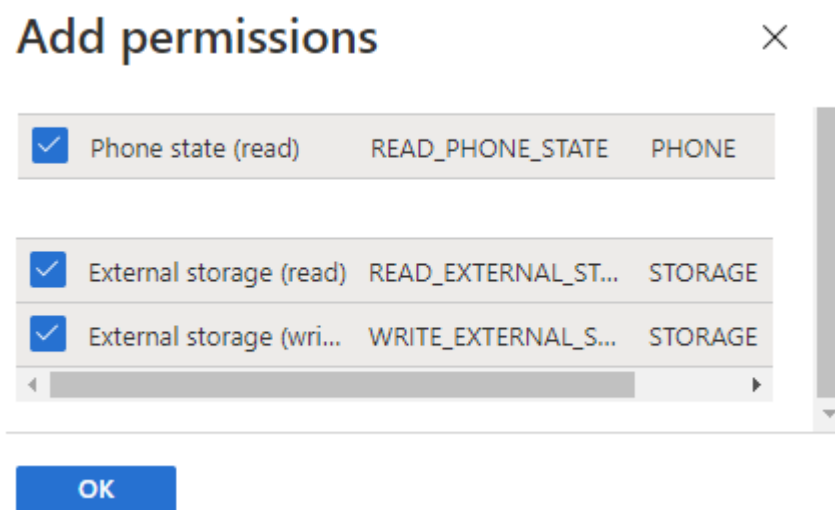 Add permissions
Phone state (read) READ_PHONE_STATE PHONE
External storage (read) READ_EXTERNAL_ST... STORAGE
External storage (wri... WRITE_EXTERNAL_S... STORAGE
OK